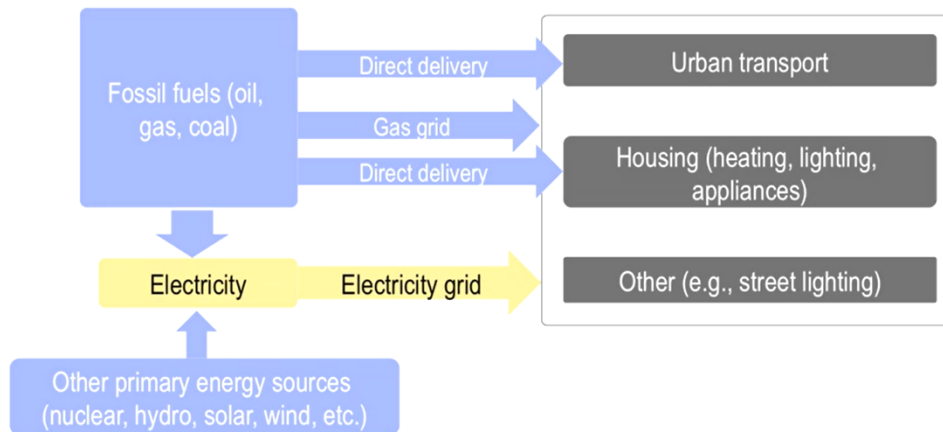 Fossil fuels (oil,
gas, coal)
Direct delivery
Gas grid
Direct delivery
Urban transport
Housing (heating, lighting,
appliances)
Electricity
Electricity grid
Other (e.g., street lighting)
Other primary energy sources
(nuclear, hydro, solar, wind, etc.)